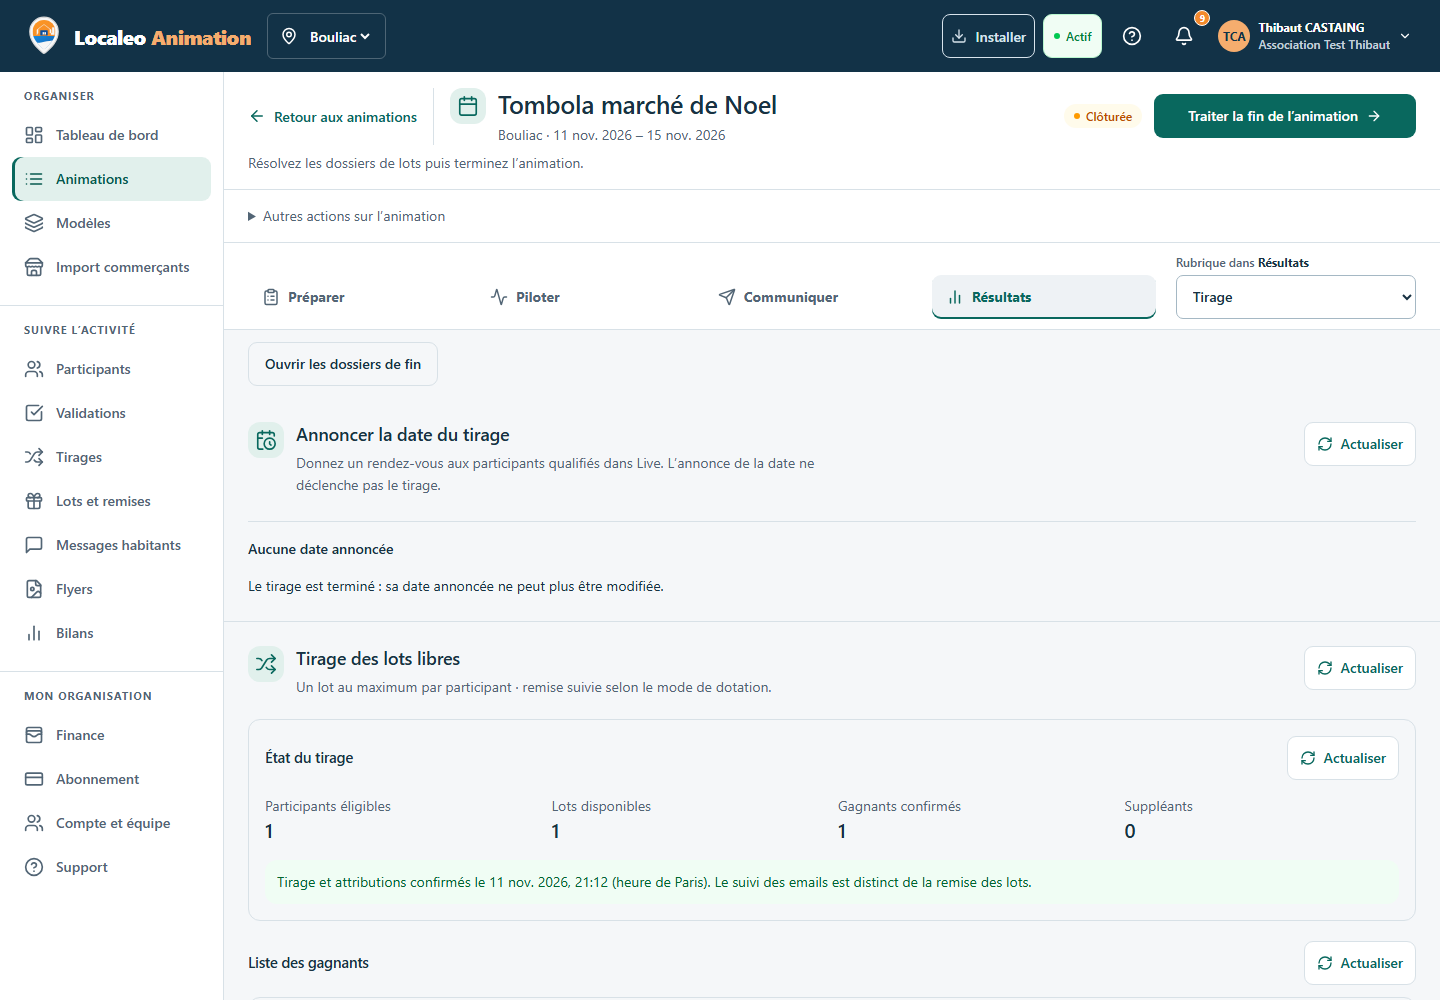 Localeo Animation
Bouliac
Installer
Actif
9
TCA
Thibaut CASTAING
Association Test Thibaut
ORGANISER
Tableau de bord
Animations
Modèles
Import commerçants
SUIVRE L'ACTIVITÉ
Participants
Validations
Tirages
Lots et remises
Messages habitants
Flyers
Bilans
MON ORGANISATION
Finance
Abonnement
Compte et équipe
Support
Retour aux animations
Tombola marché de Noel
Bouliac · 11 nov. 2026 – 15 nov. 2026
Clôturée
Traiter la fin de l'animation
Résolvez les dossiers de lots puis terminez l'animation.
Autres actions sur l'animation
Préparer
Piloter
Communiquer
Résultats
Rubrique dans Résultats
Tirage
Ouvrir les dossiers de fin
Annoncer la date du tirage
Donnez un rendez-vous aux participants qualifiés dans Live. L'annonce de la date ne
déclenche pas le tirage.
Actualiser
Aucune date annoncée
Le tirage est terminé : sa date annoncée ne peut plus être modifiée.
Tirage des lots libres
Un lot au maximum par participant · remise suivie selon le mode de dotation.
Actualiser
État du tirage
Actualiser
Participants éligibles
1
Lots disponibles
1
Gagnants confirmés
1
Suppléants
0
Tirage et attributions confirmés le 11 nov. 2026, 21:12 (heure de Paris). Le suivi des emails est distinct de la remise des lots.
Liste des gagnants
Actualiser